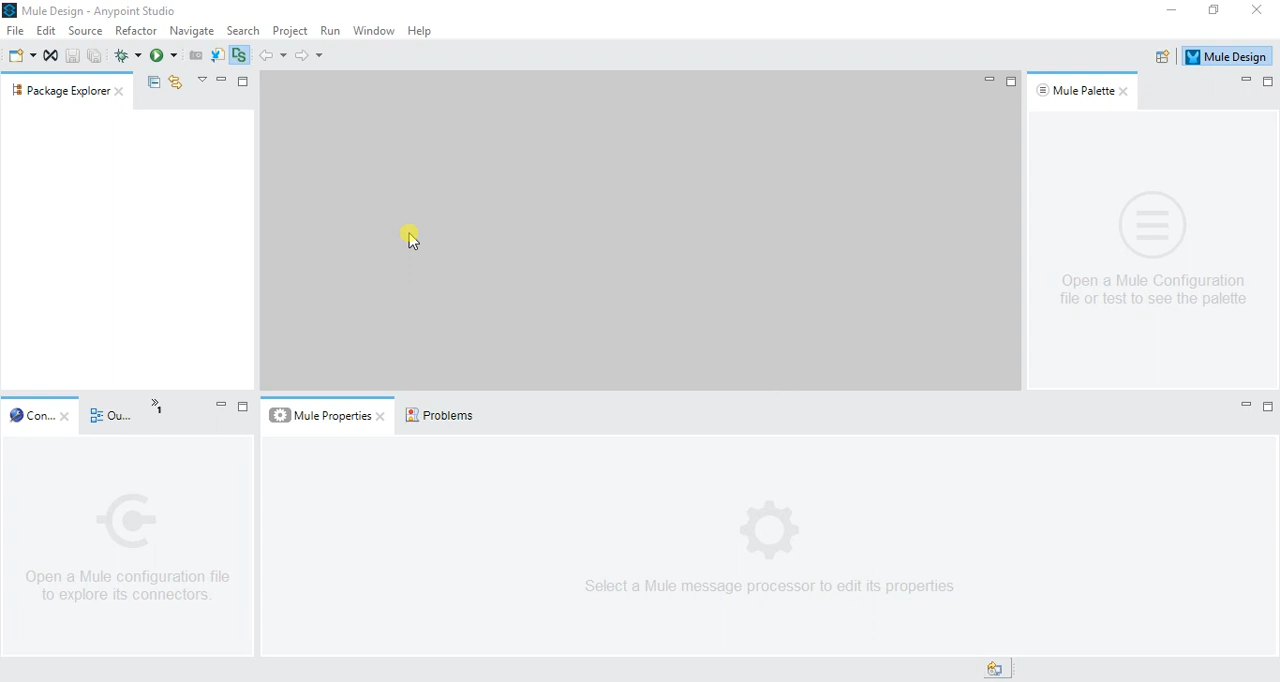 Mule Design - Anypoint Studio
File Edit Source Refactor Navigate Search Project Run Window Help
Mule Design
Package Explorer
Mule Palette
Open a Mule Configuration
file or test to see the palette
Con... Ou... »1
Mule Properties Problems
Open a Mule configuration file
to explore its connectors.
Select a Mule message processor to edit its properties